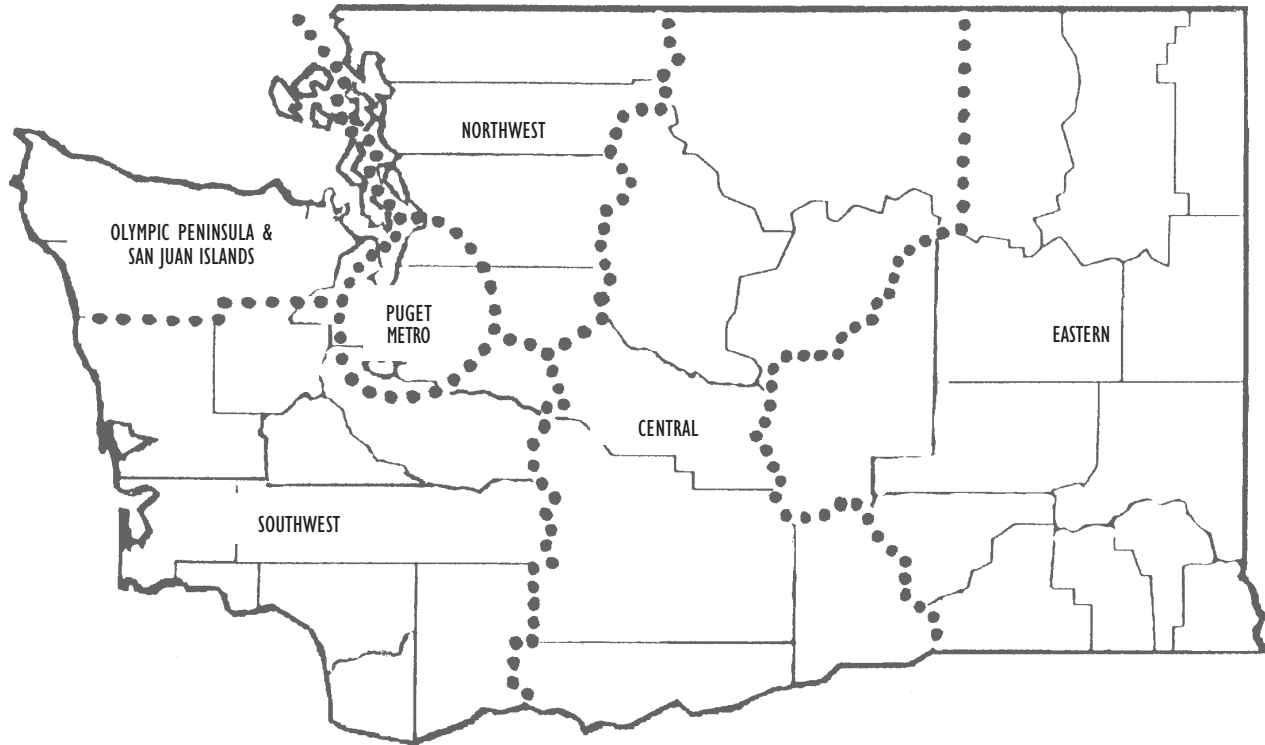 NORTHWEST
OLYMPIC PENINSULA &
SAN JUAN ISLANDS
PUGET
METRO
EASTERN
CENTRAL
SOUTHWEST